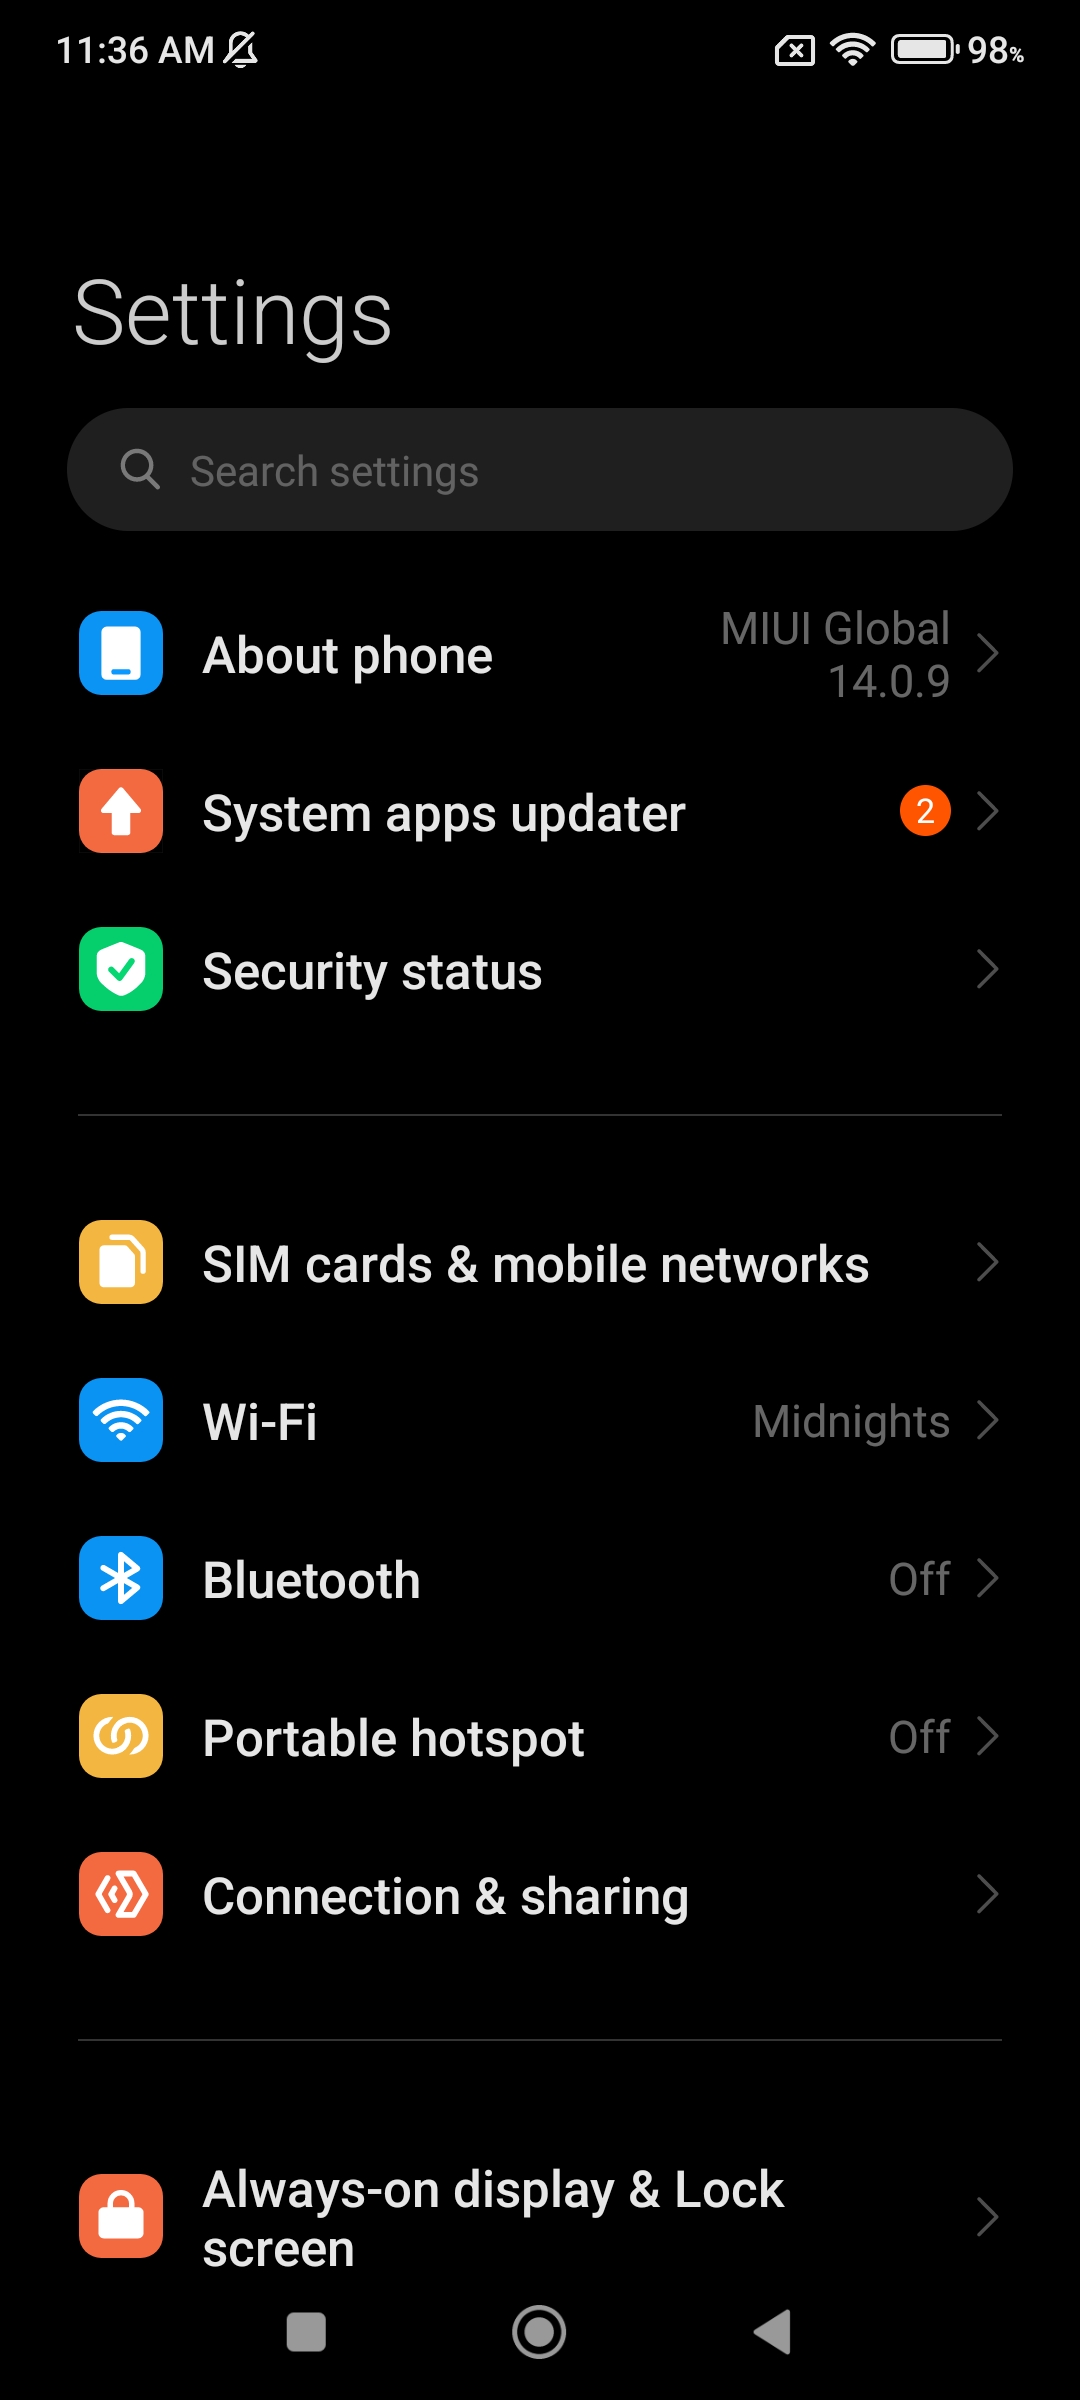 11:36 AM
98%
Settings
Search settings
About phone
MIUI Global
14.0.9
System apps updater
2
Security status
SIM cards & mobile networks
Wi-Fi
Midnights
Bluetooth
Off
Portable hotspot
Off
Connection & sharing
Always-on display & Lock
screen